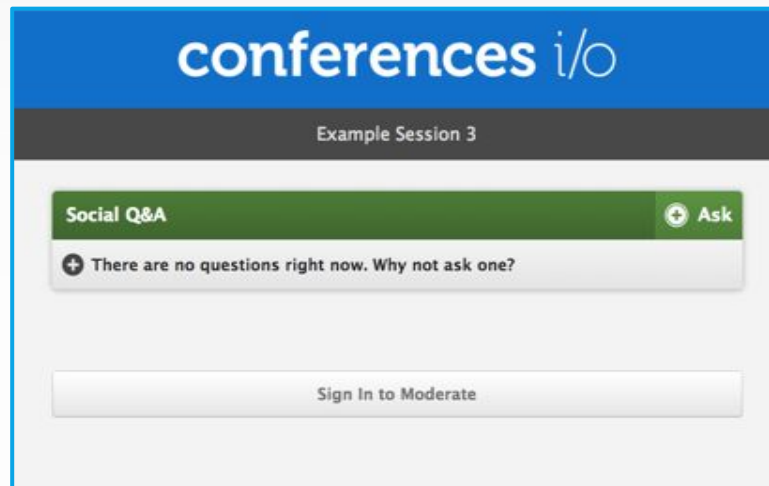 conferences i/o
Example Session 3
Social Q&A
Ask
There are no questions right now. Why not ask one?
Sign In to Moderate